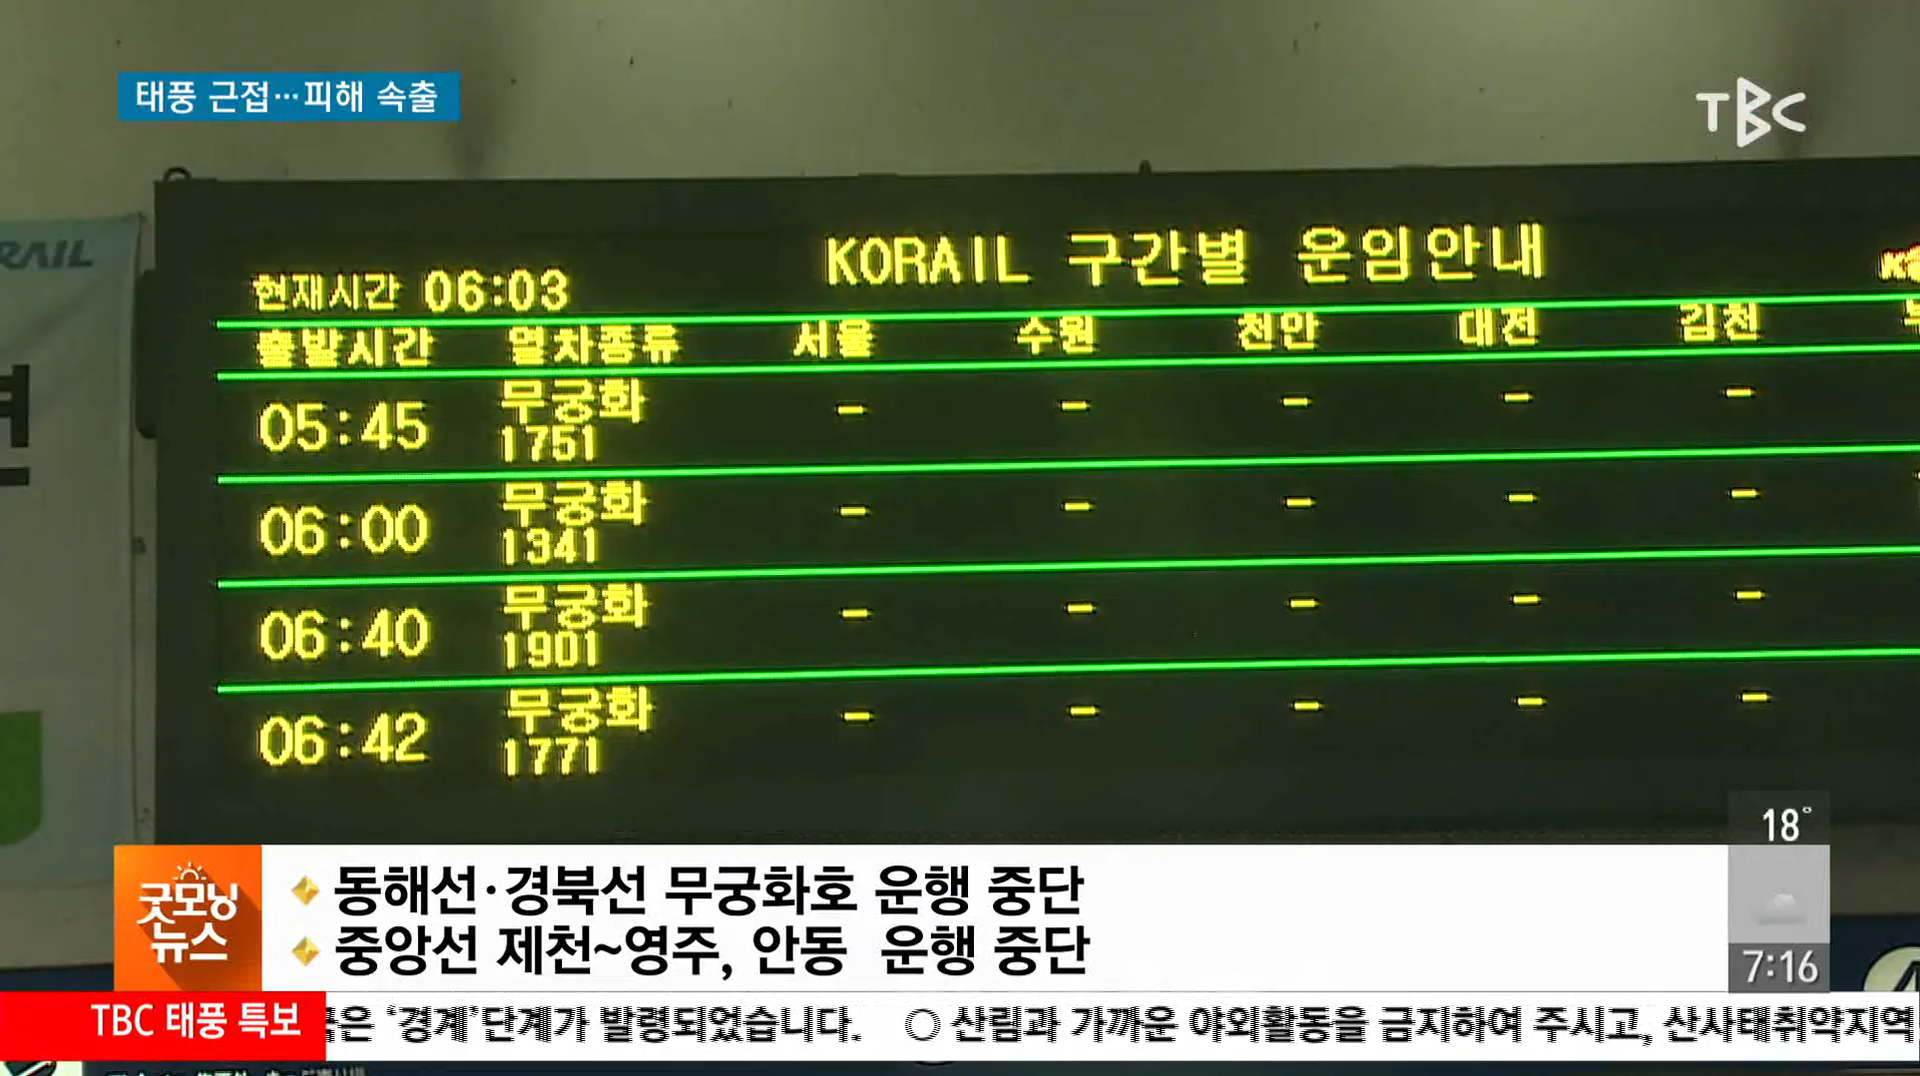 태풍 근접…피해 속출
TBC
RAIL
KORAIL 구간별 운임안내
현재시간 06:03
출발시간 열차종류 서울 수원 천안 대전 김천
05:45 무궁화 - - - - -
1751
06:00 무궁화 - - - - -
1341
06:40 무궁화 - - - - -
1901
06:42 무궁화 - - - - -
1771
18°
굿모닝
뉴스
동해선·경북선 무궁화호 운행 중단
중앙선 제천~영주, 안동 운행 중단
7:16
TBC 태풍 특보
은 '경계'단계가 발령되었습니다. ○ 산림과 가까운 야외활동을 금지하여 주시고, 산사태취약지역